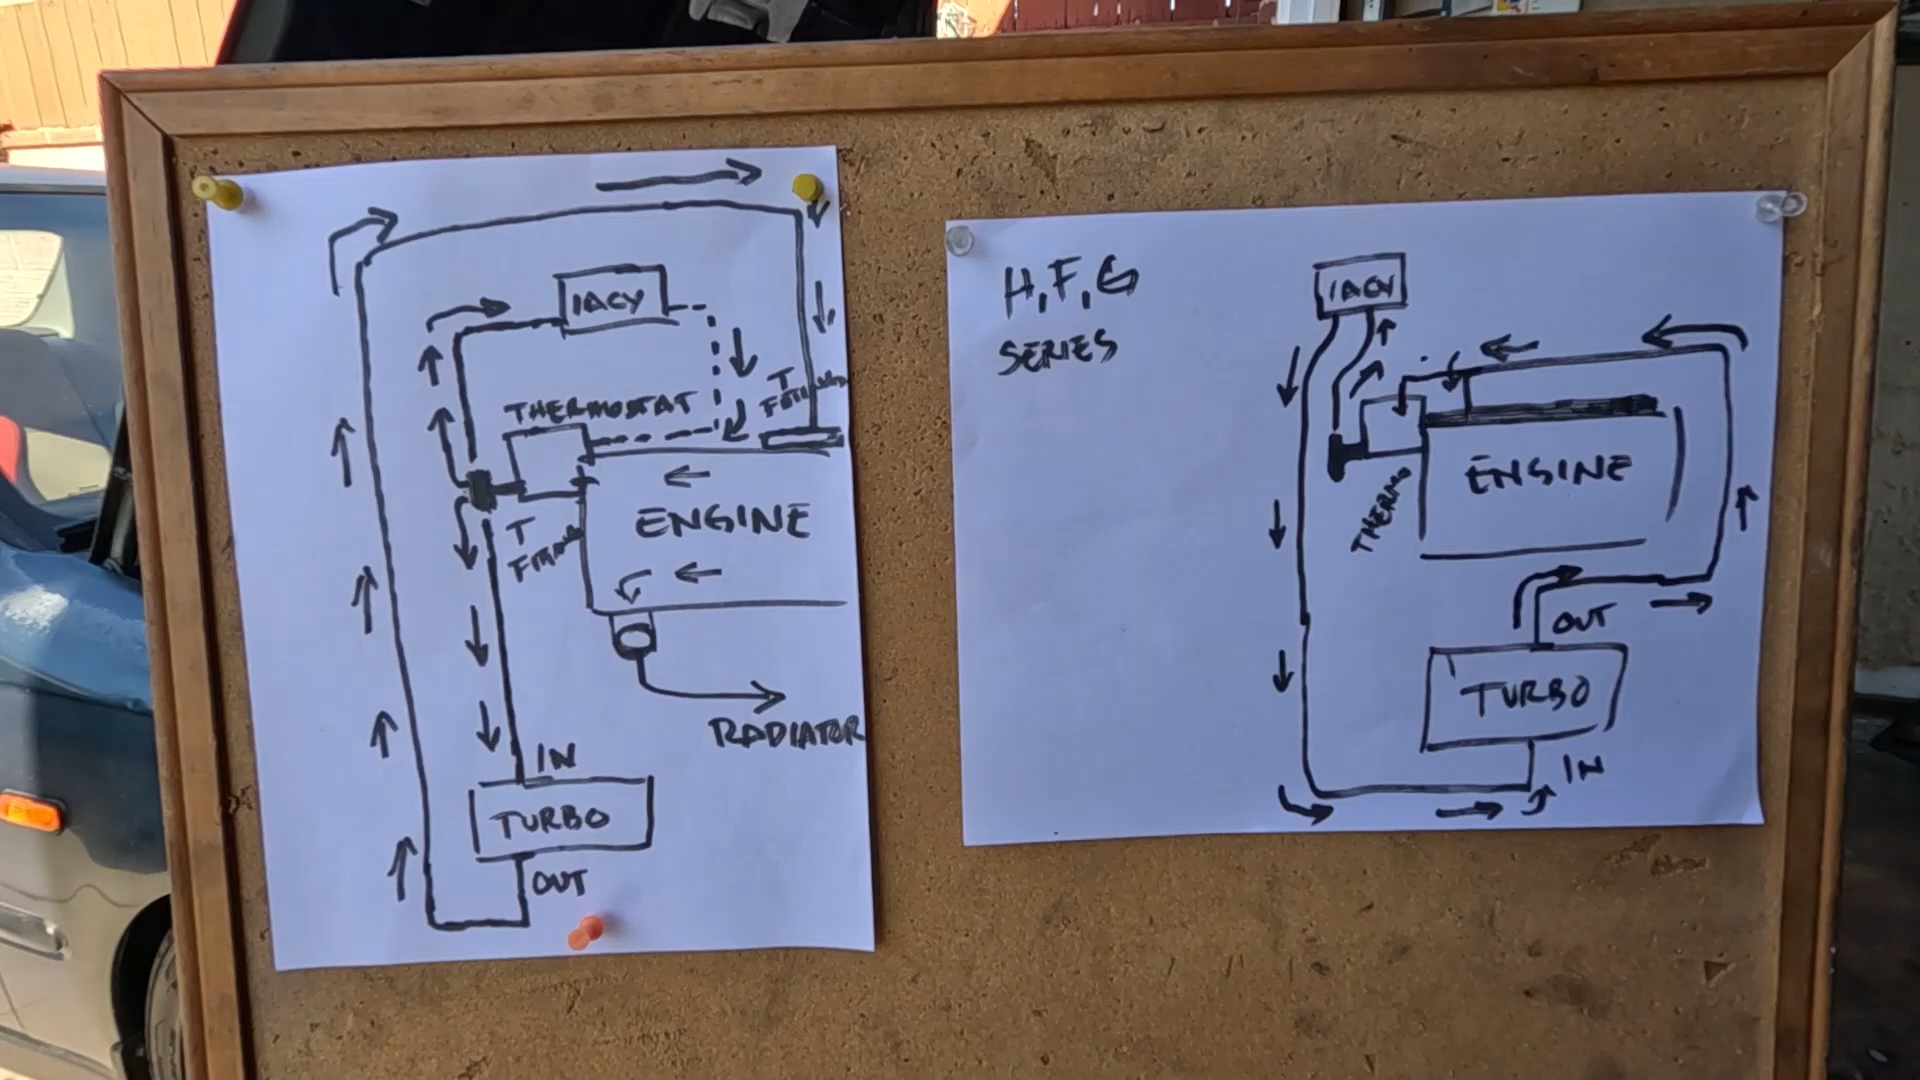 IACV
THERMOSTAT
T
FITTING
T
FITTING
ENGINE
RADIATOR
IN
TURBO
OUT
H,F,G
SERIES
IACV
THERMO
ENGINE
OUT
TURBO
IN